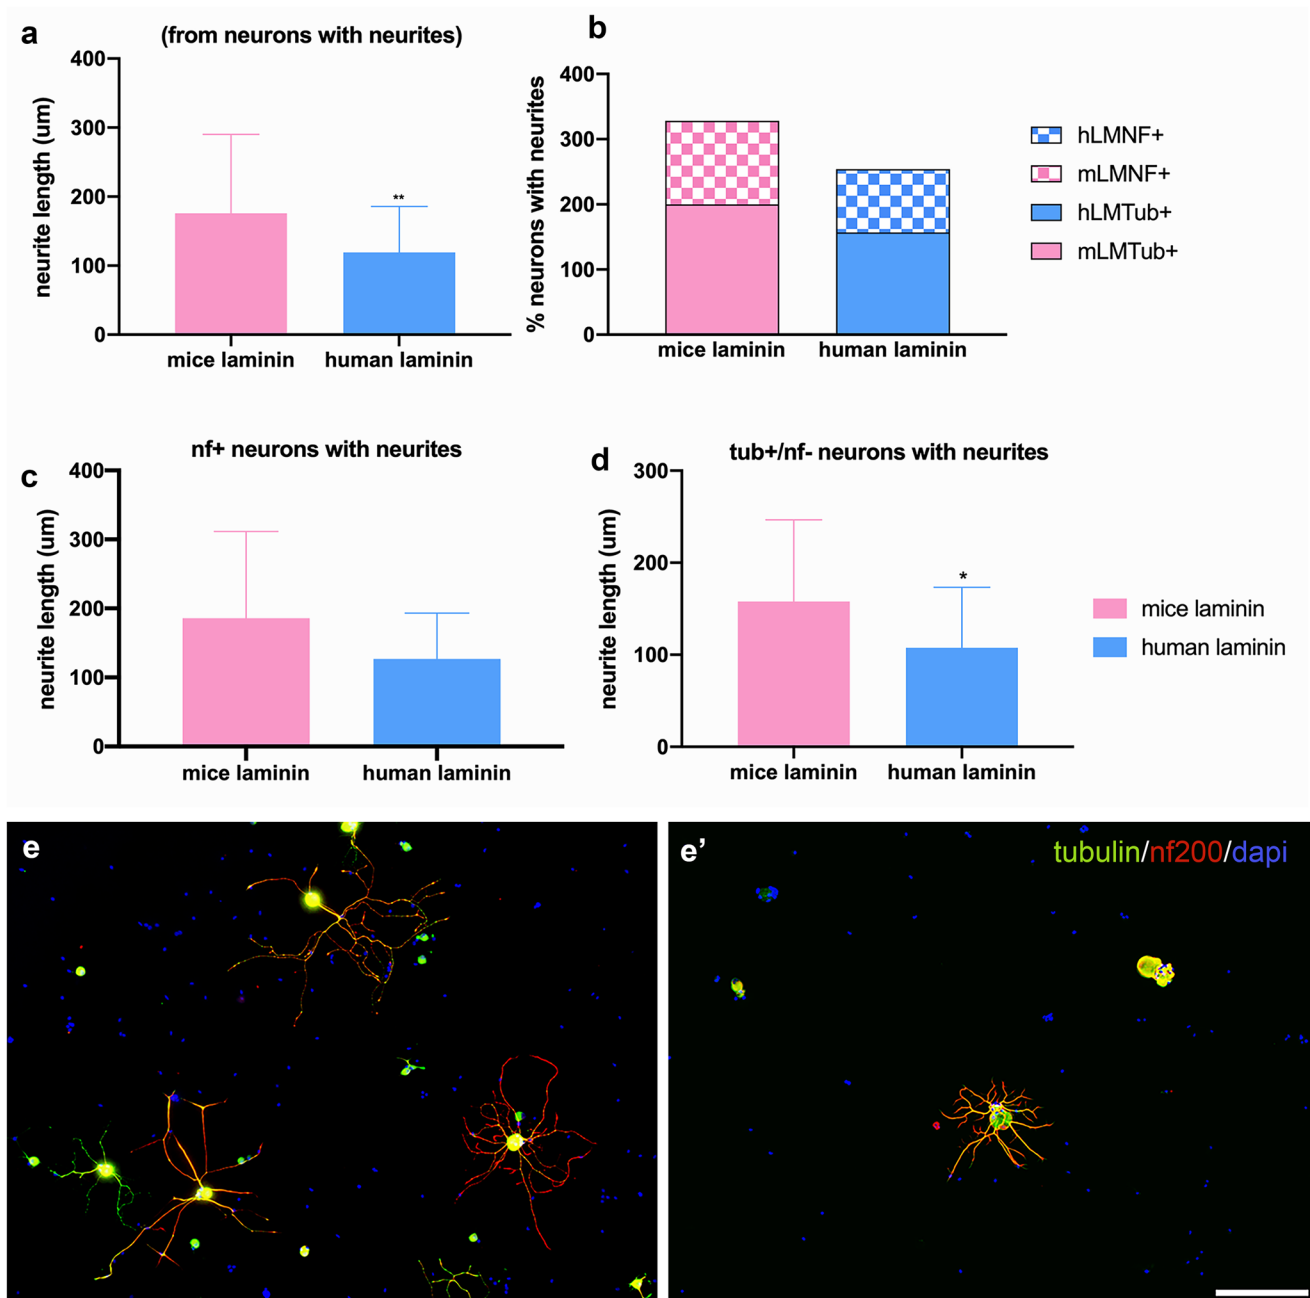 a
(from neurons with neurites)
400
300
200
100
0
neurite length (um)
**
mice laminin
human laminin
b
400
300
200
100
0
% neurons with neurites
mice laminin
human laminin
hLMNF+
mLMNF+
hLMTub+
mLMTub+
c
nf+ neurons with neurites
400
300
200
100
0
neurite length (um)
mice laminin
human laminin
d
tub+/nf- neurons with neurites
300
200
100
0
neurite length (um)
*
mice laminin
human laminin
mice laminin
human laminin
e
e’
tubulin/nf200/dapi